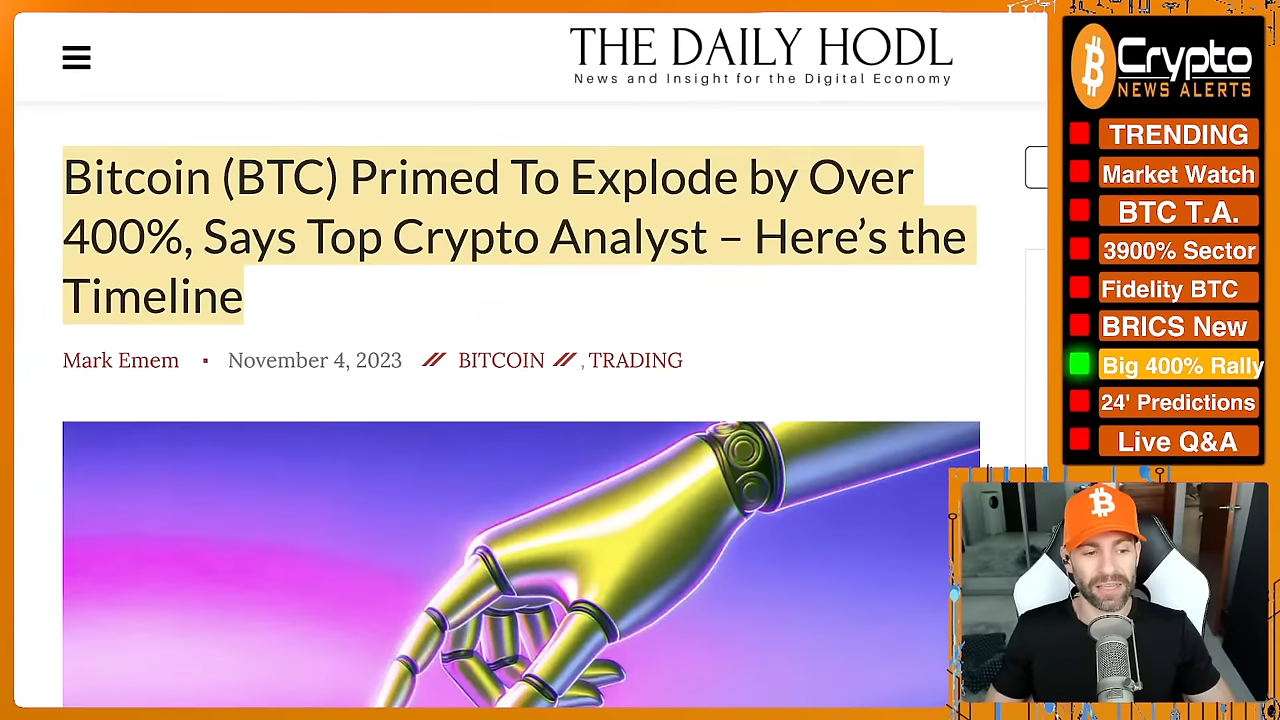 THE DAILY HODL
News and Insight for the Digital Economy
Bitcoin (BTC) Primed To Explode by Over
400%, Says Top Crypto Analyst – Here’s the
Timeline
Mark Emem ▪ November 4, 2023 // BITCOIN //, TRADING
Crypto
NEWS ALERTS
TRENDING
Market Watch
BTC T.A.
3900% Sector
Fidelity BTC
BRICS New
Big 400% Rally
24' Predictions
Live Q&A